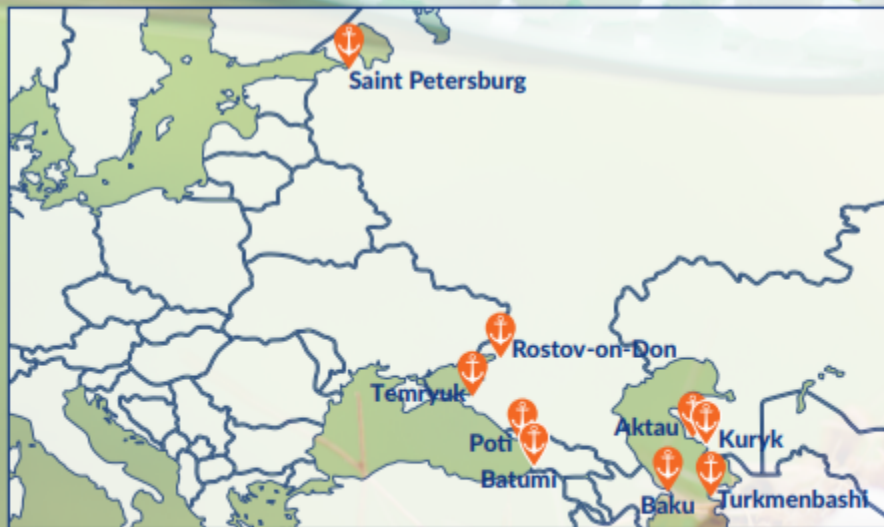 Saint Petersburg
Rostov-on-Don
Temryuk
Poti
Aktau
Kuryk
Batumi
Baku
Turkmenbashi